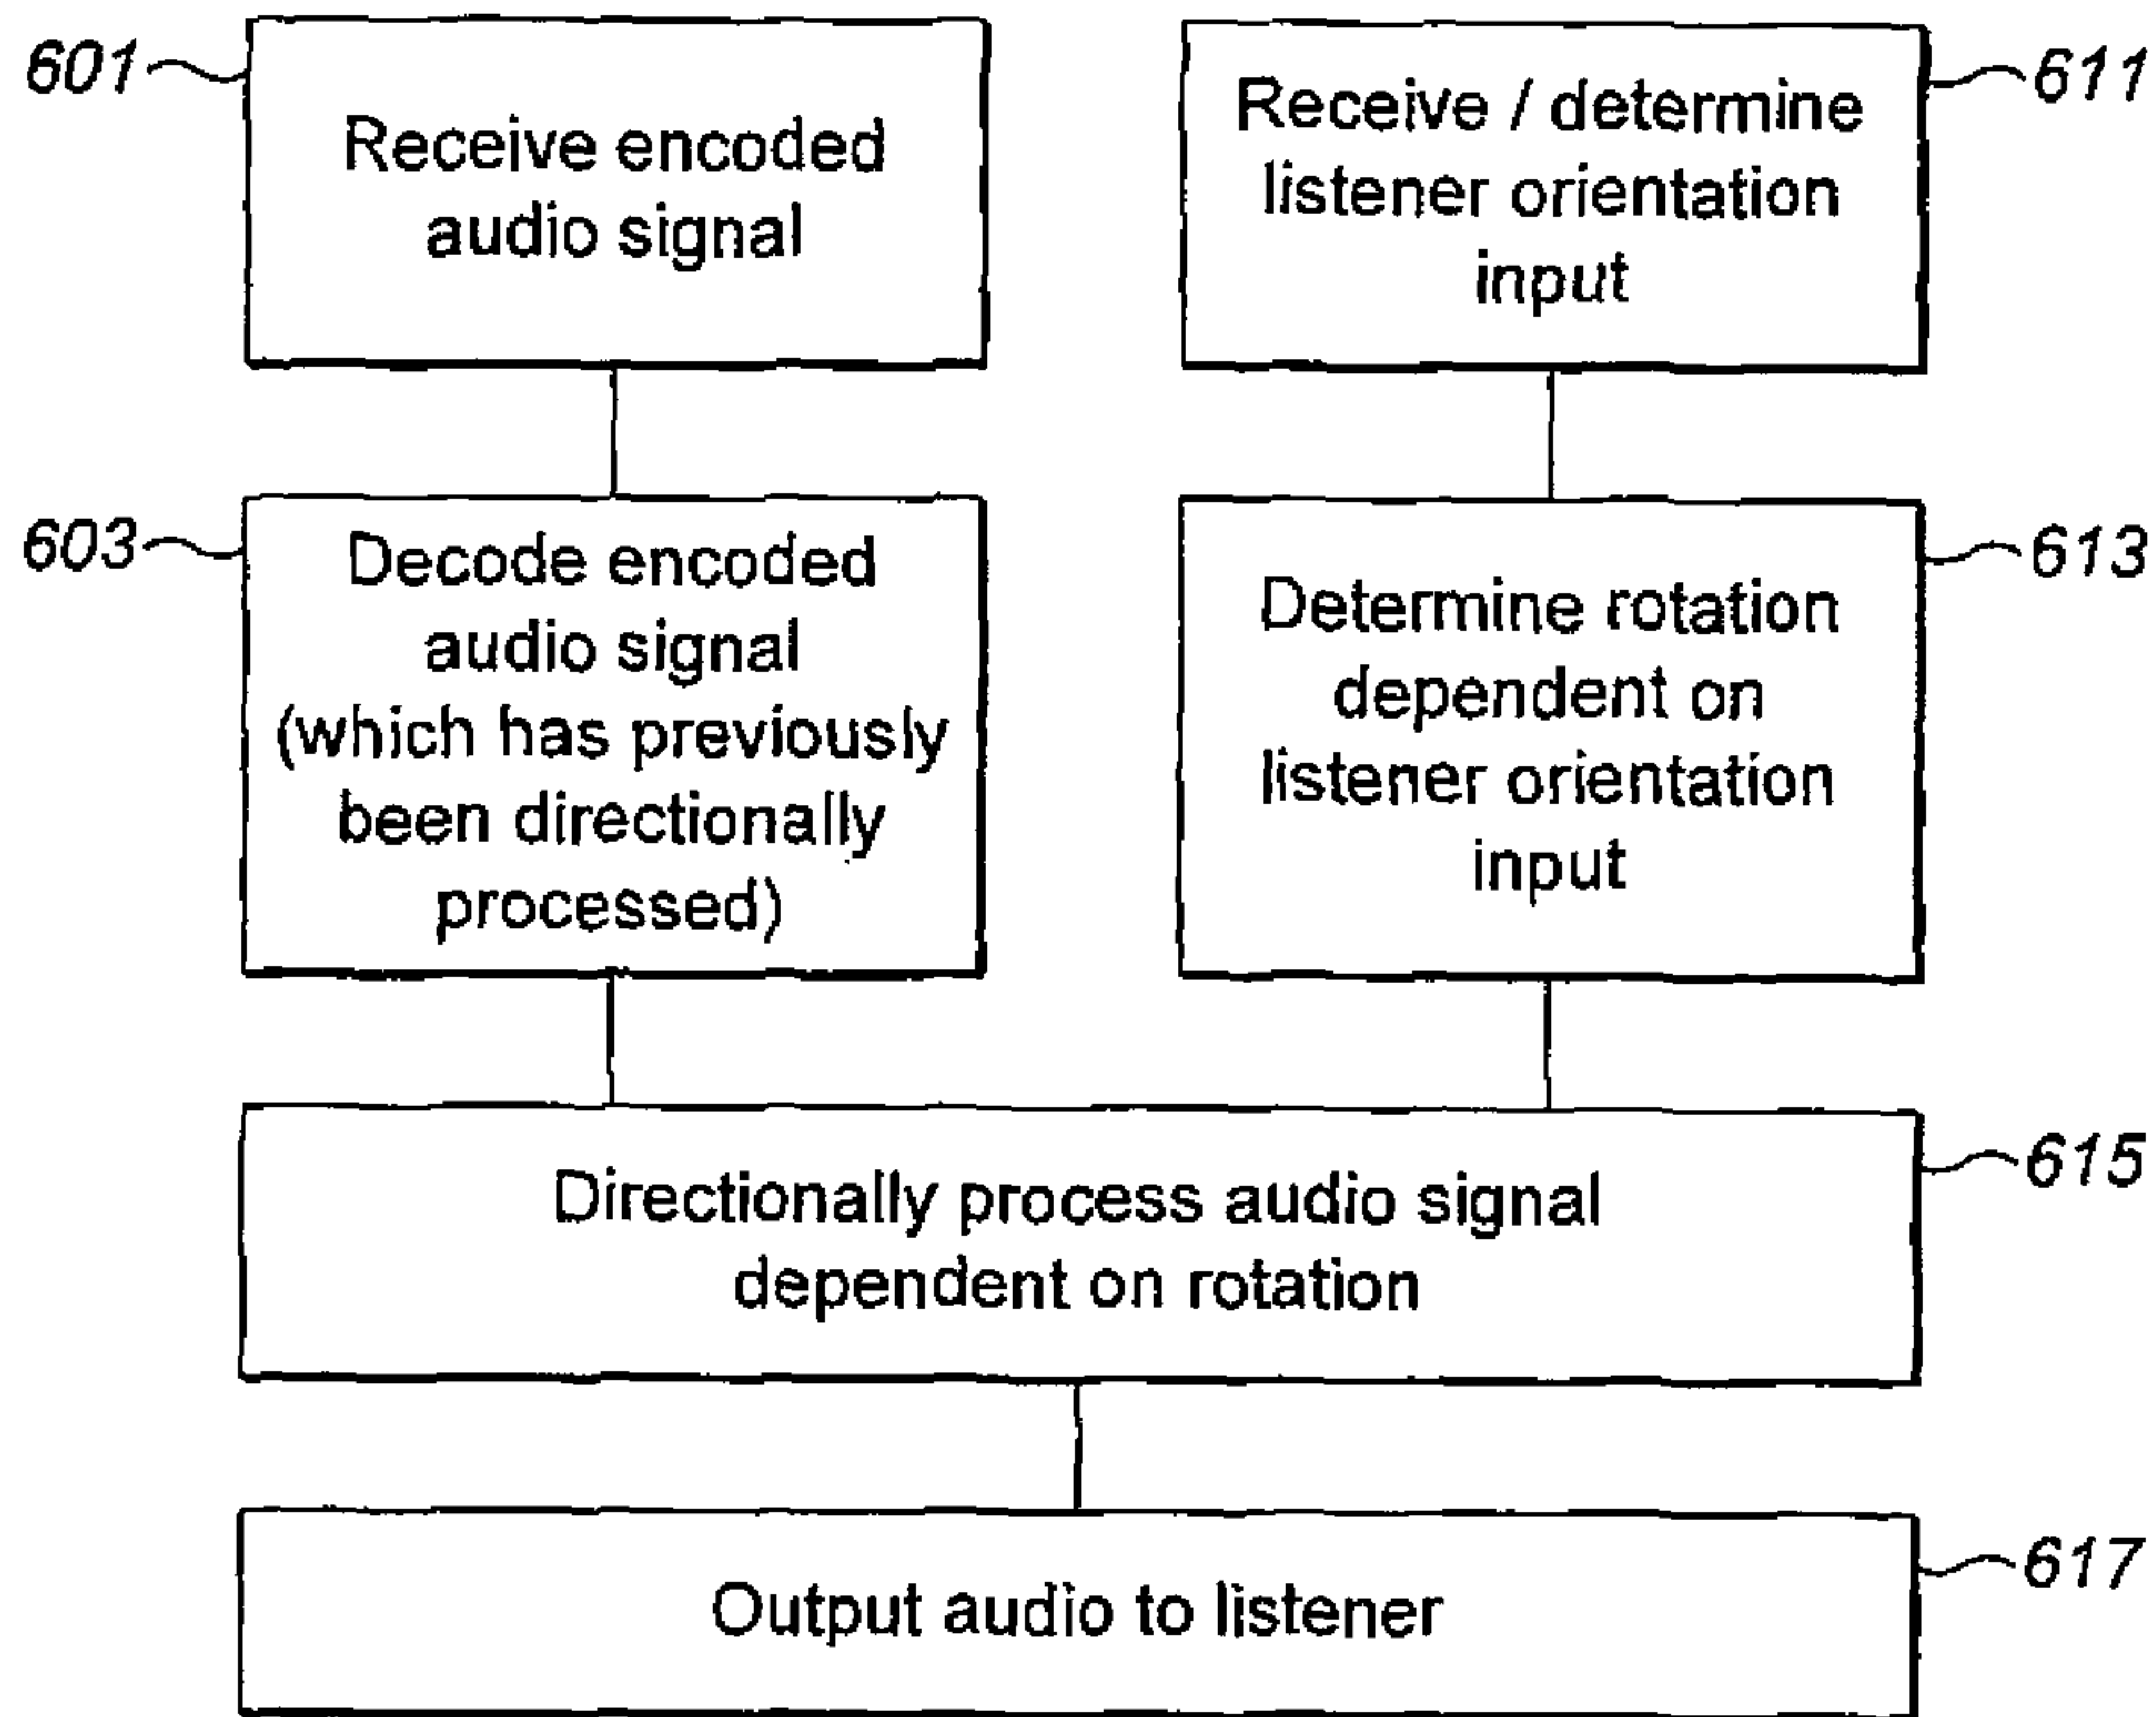 601
Receive encoded
audio signal
611
Receive / determine
listener orientation
input
603
Decode encoded
audio signal
(which has previously
been directionally
processed)
613
Determine rotation
dependent on
listener orientation
input
615
Directionally process audio signal
dependent on rotation
617
Output audio to listener